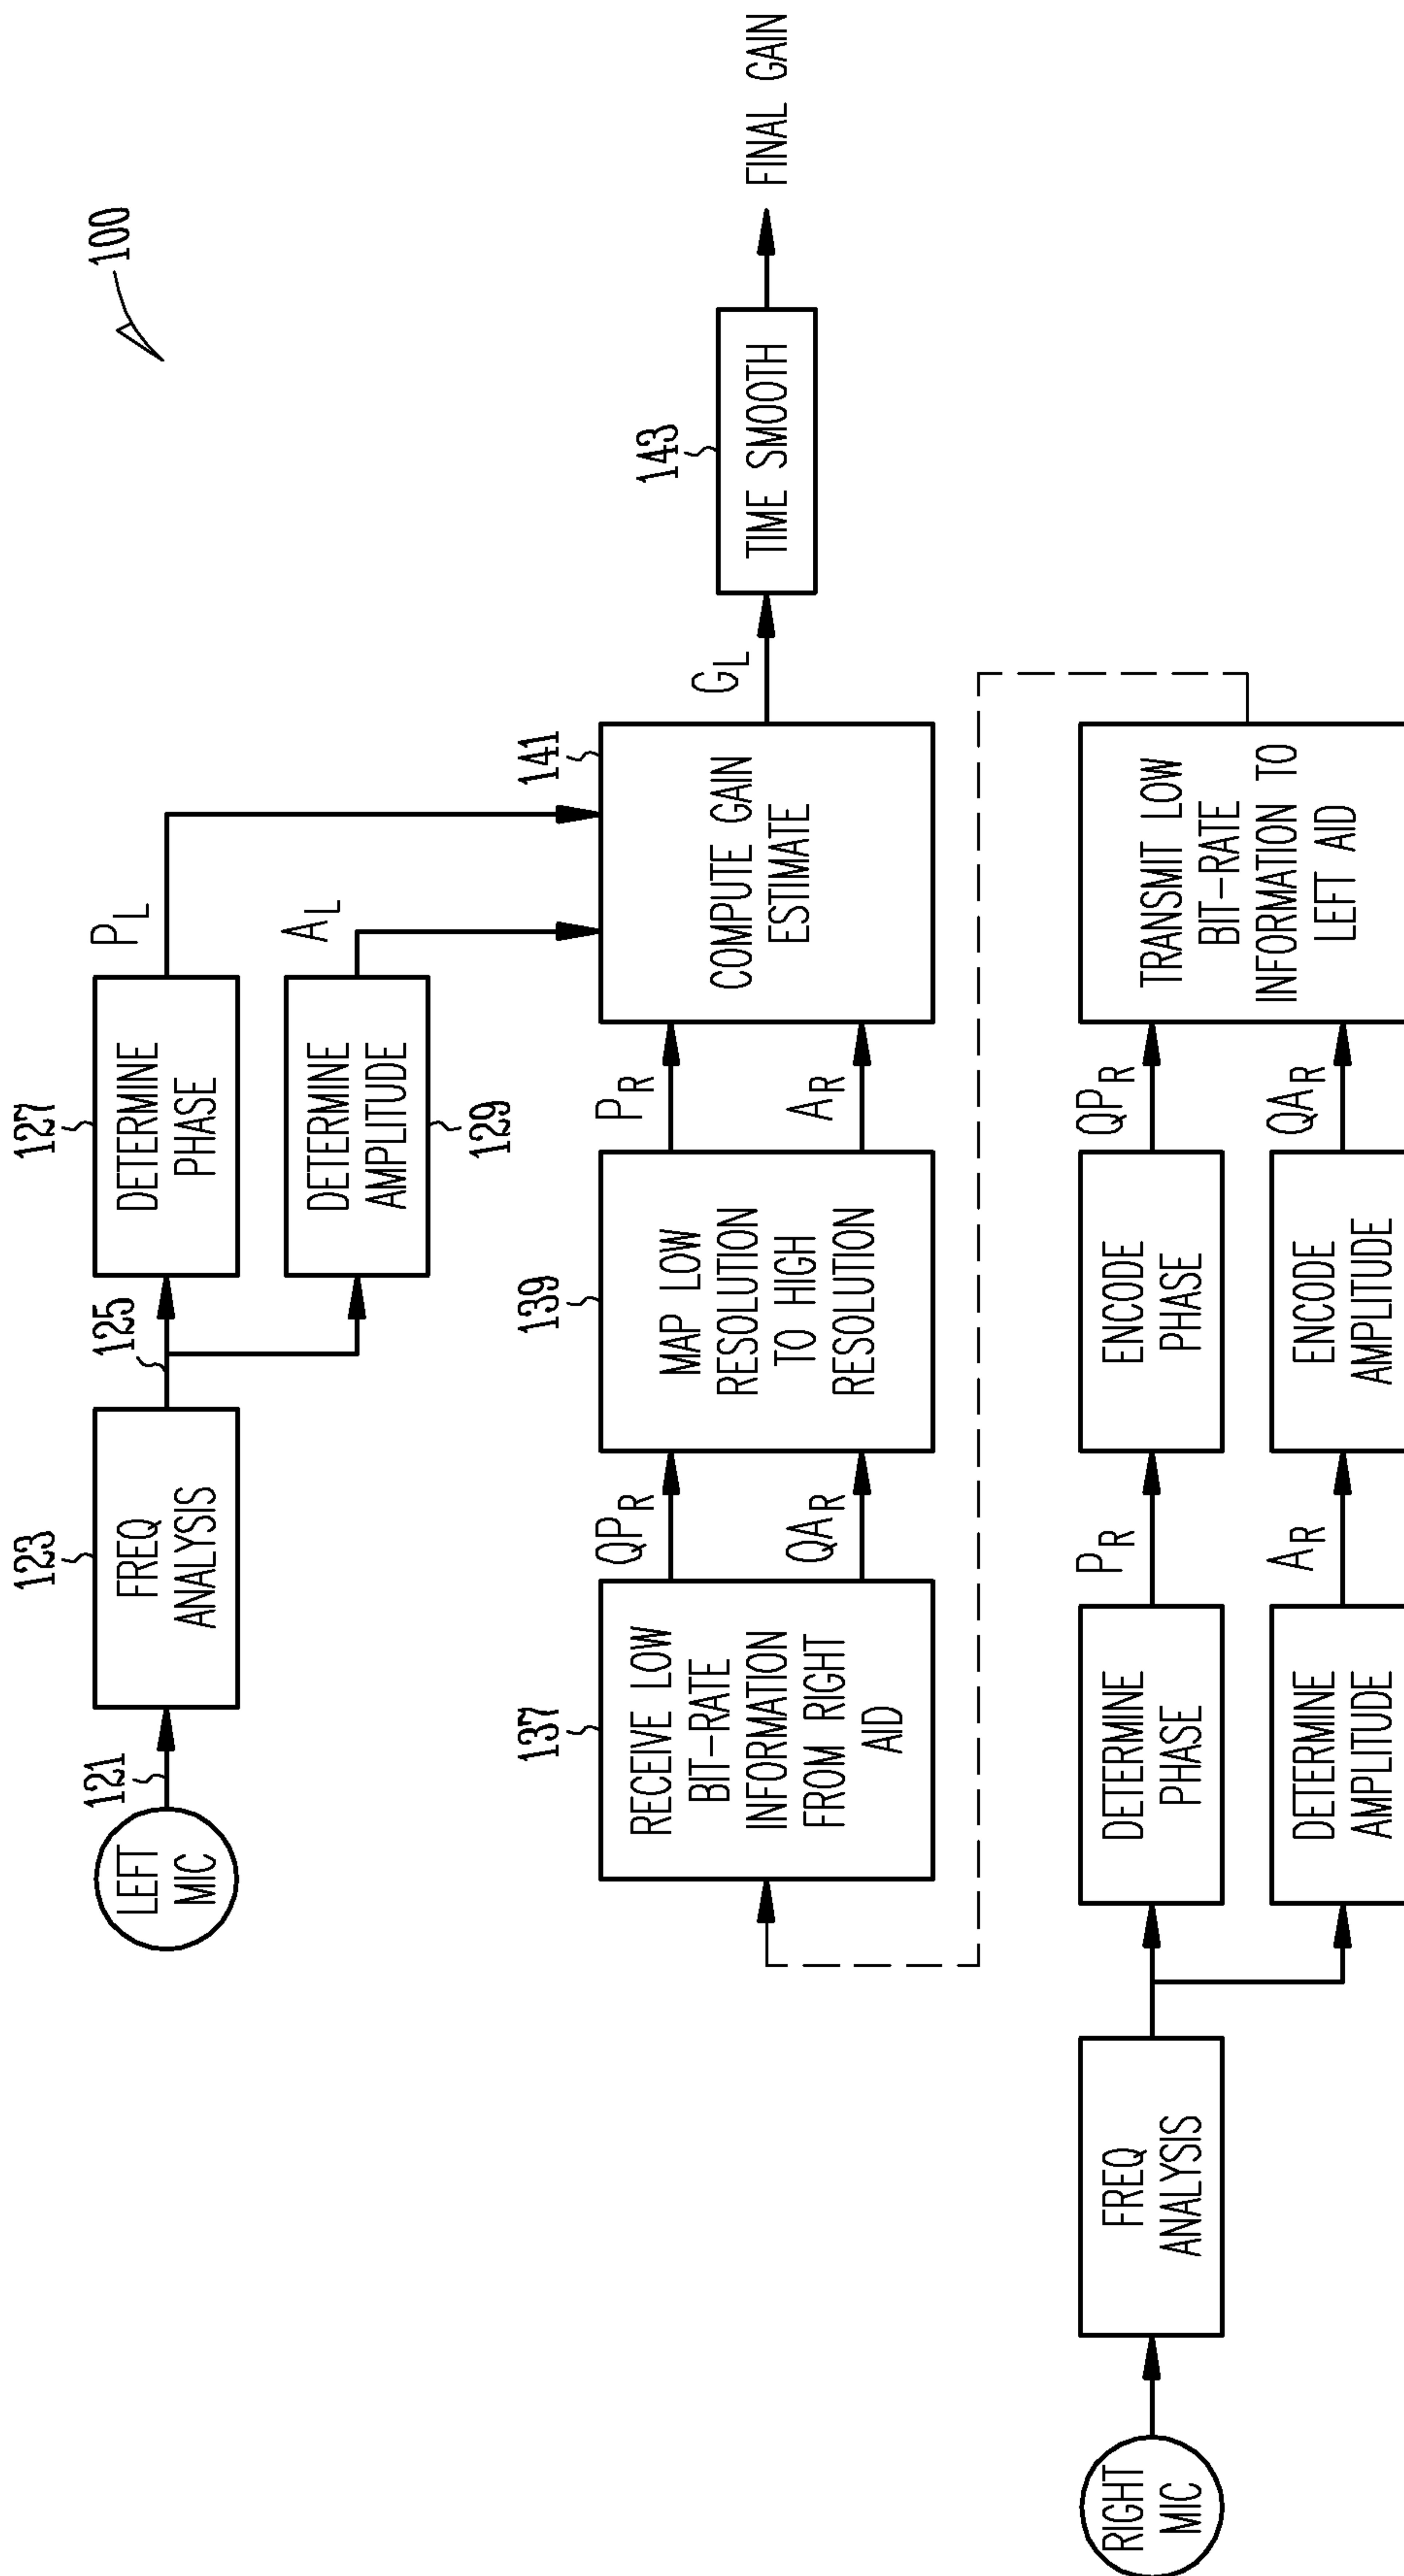 100
LEFT
MIC
121
123
FREQ
ANALYSIS
125
127
DETERMINE
PHASE
P_L
DETERMINE
AMPLITUDE
129
A_L
137
RECEIVE LOW
BIT-RATE
INFORMATION
FROM RIGHT
AID
QP_R
QA_R
139
MAP LOW
RESOLUTION
TO HIGH
RESOLUTION
P_R
A_R
141
COMPUTE GAIN
ESTIMATE
G_L
143
TIME SMOOTH
FINAL GAIN
RIGHT
MIC
FREQ
ANALYSIS
DETERMINE
PHASE
P_R
ENCODE
PHASE
QP_R
DETERMINE
AMPLITUDE
A_R
ENCODE
AMPLITUDE
QA_R
TRANSMIT LOW
BIT-RATE
INFORMATION TO
LEFT AID